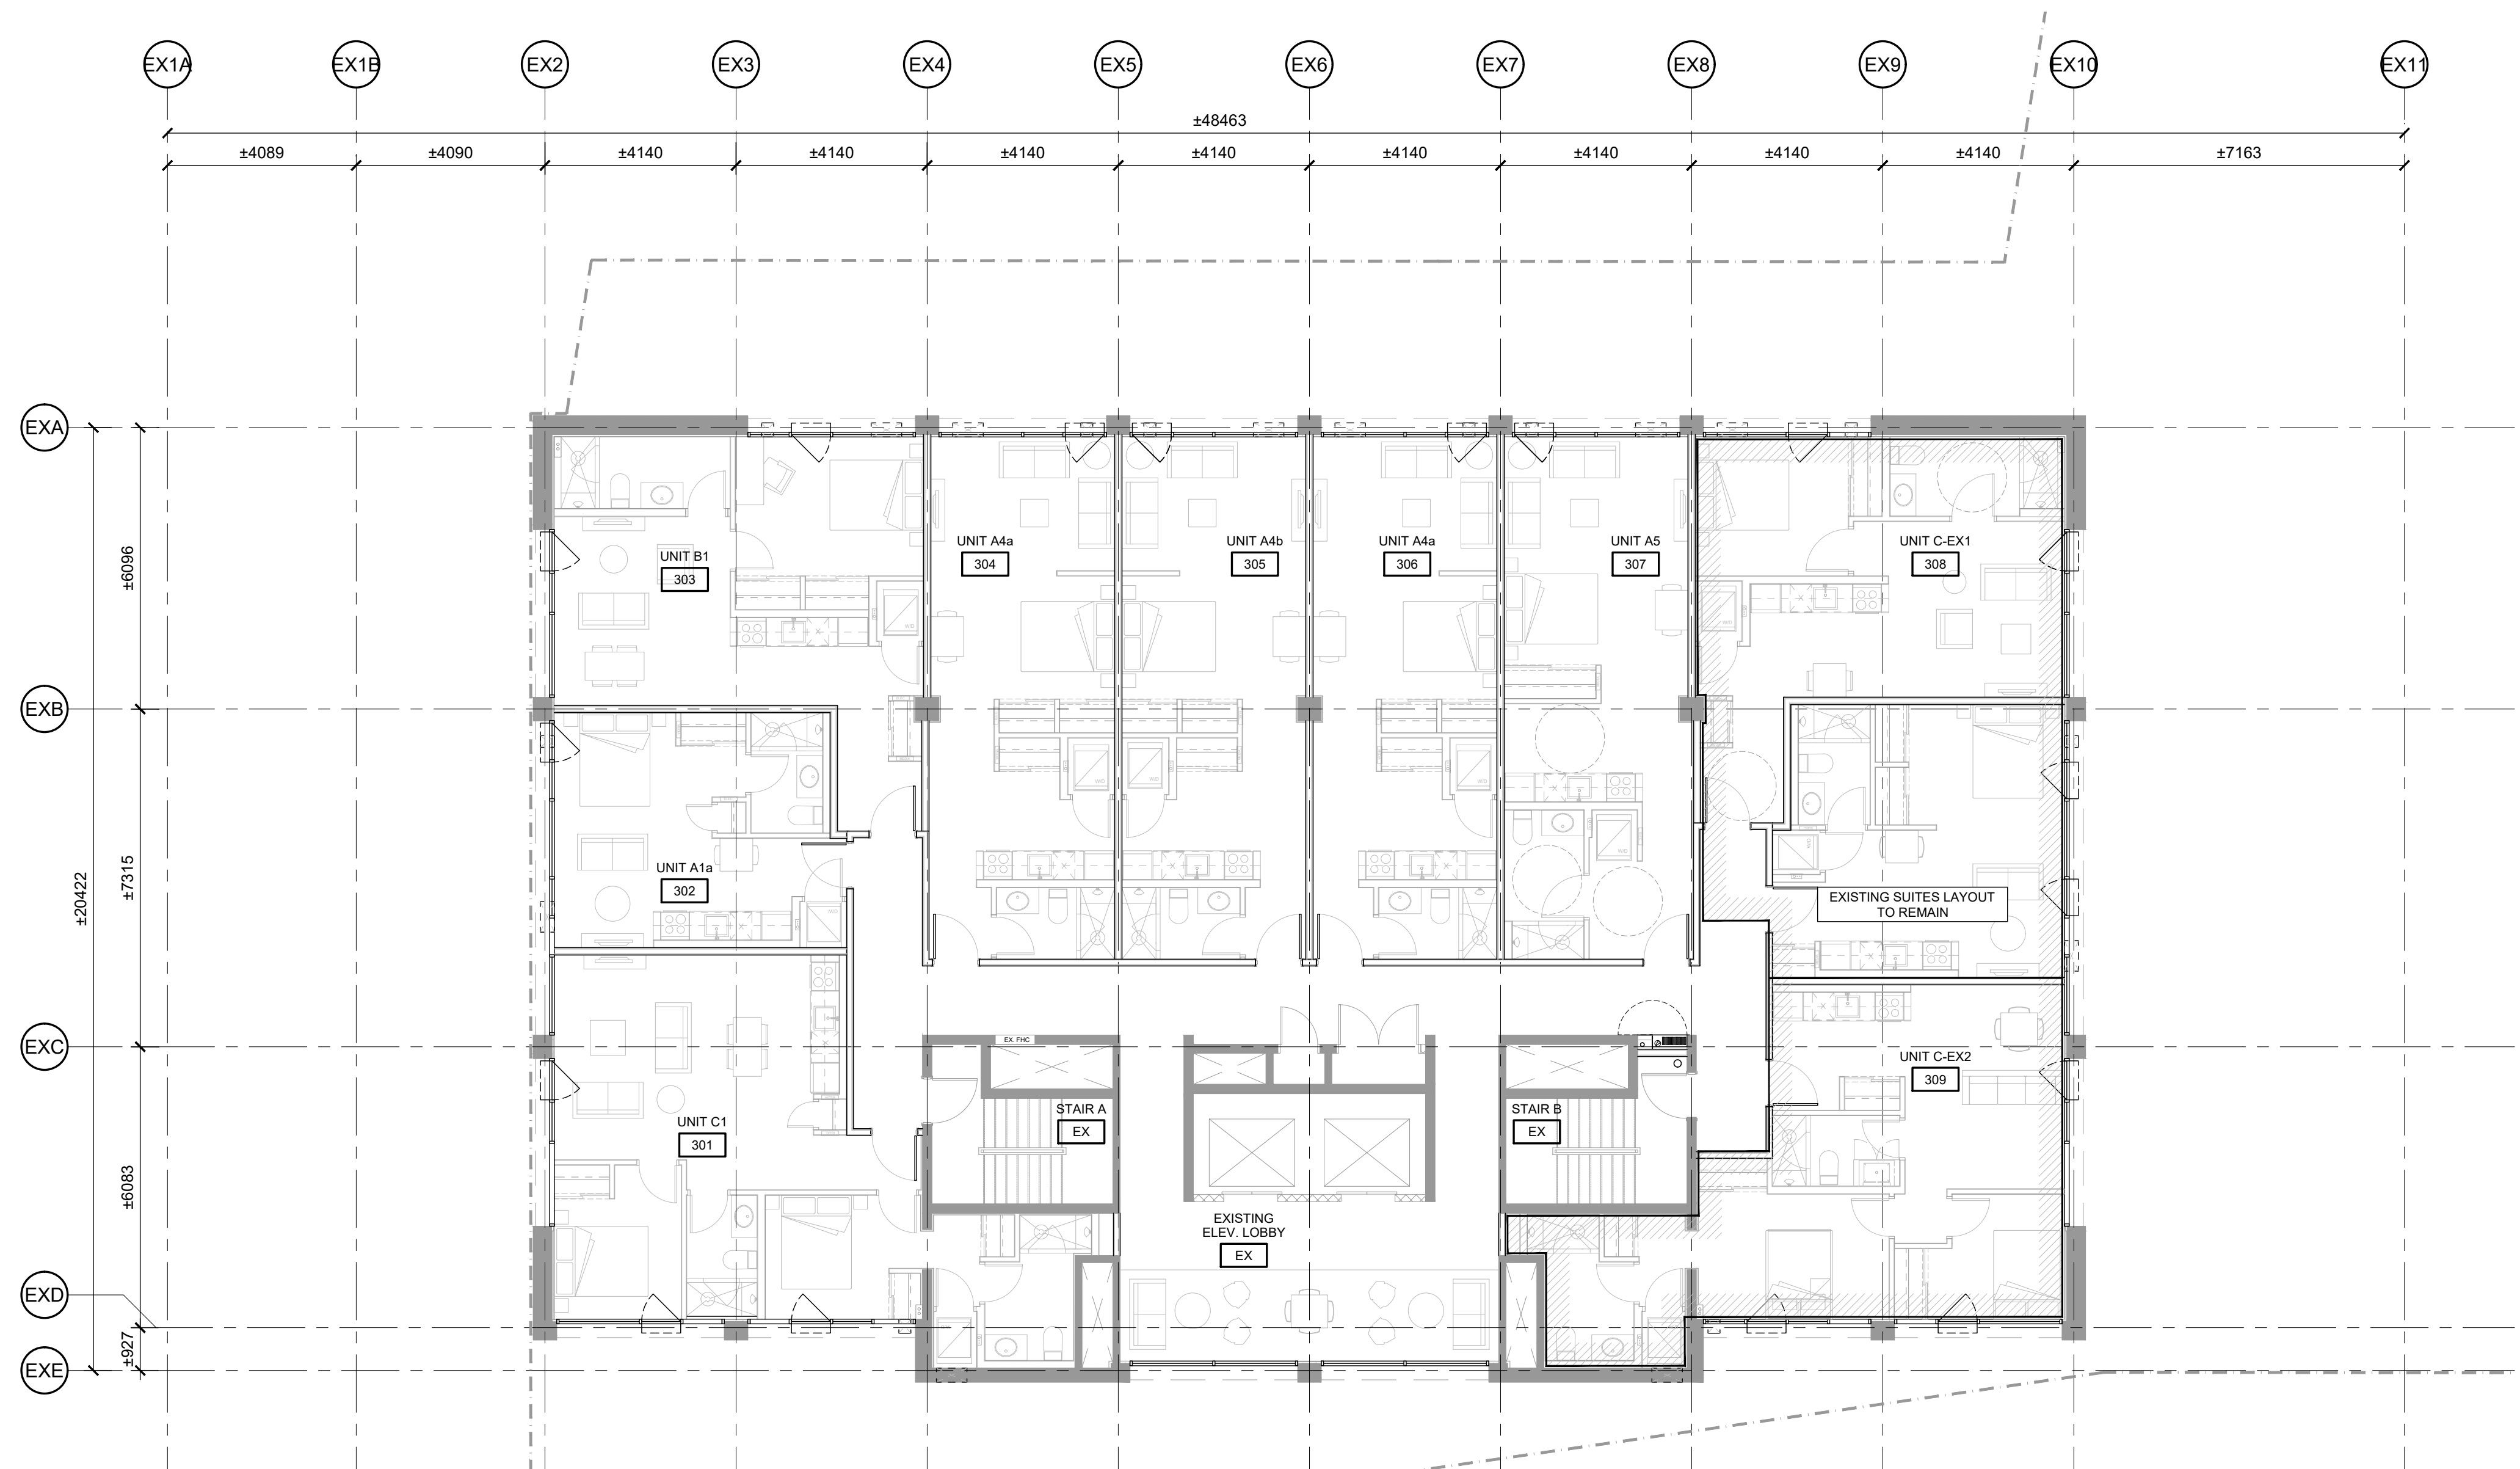 EX1A
EX1B
EX2
EX3
EX4
EX5
EX6
EX7
EX8
EX9
EX10
EX11
±48463
±4089
±4090
±4140
±4140
±4140
±4140
±4140
±4140
±4140
±4140
±7163
EXA
EXB
EXC
EXD
EXE
±20422
±6096
±7315
±6083
±927
UNIT B1
303
UNIT A4a
304
UNIT A4b
305
UNIT A4a
306
UNIT A5
307
UNIT C-EX1
308
W/D
W/D
W/D
W/D
W/D
UNIT A1a
302
W/D
EXISTING SUITES LAYOUT
TO REMAIN
EX. FHC
UNIT C1
301
STAIR A
EX
STAIR B
EX
UNIT C-EX2
309
EXISTING
ELEV. LOBBY
EX